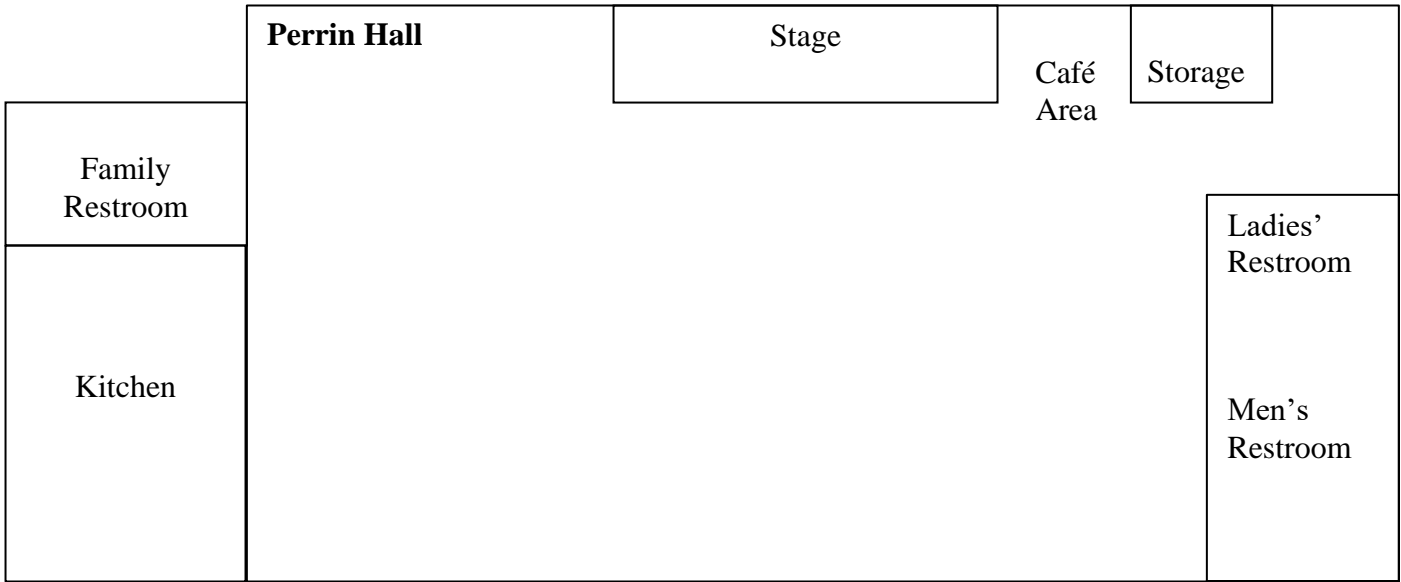 Perrin Hall
Stage
Café
Area
Storage
Family
Restroom
Ladies’
Restroom
Kitchen
Men’s
Restroom